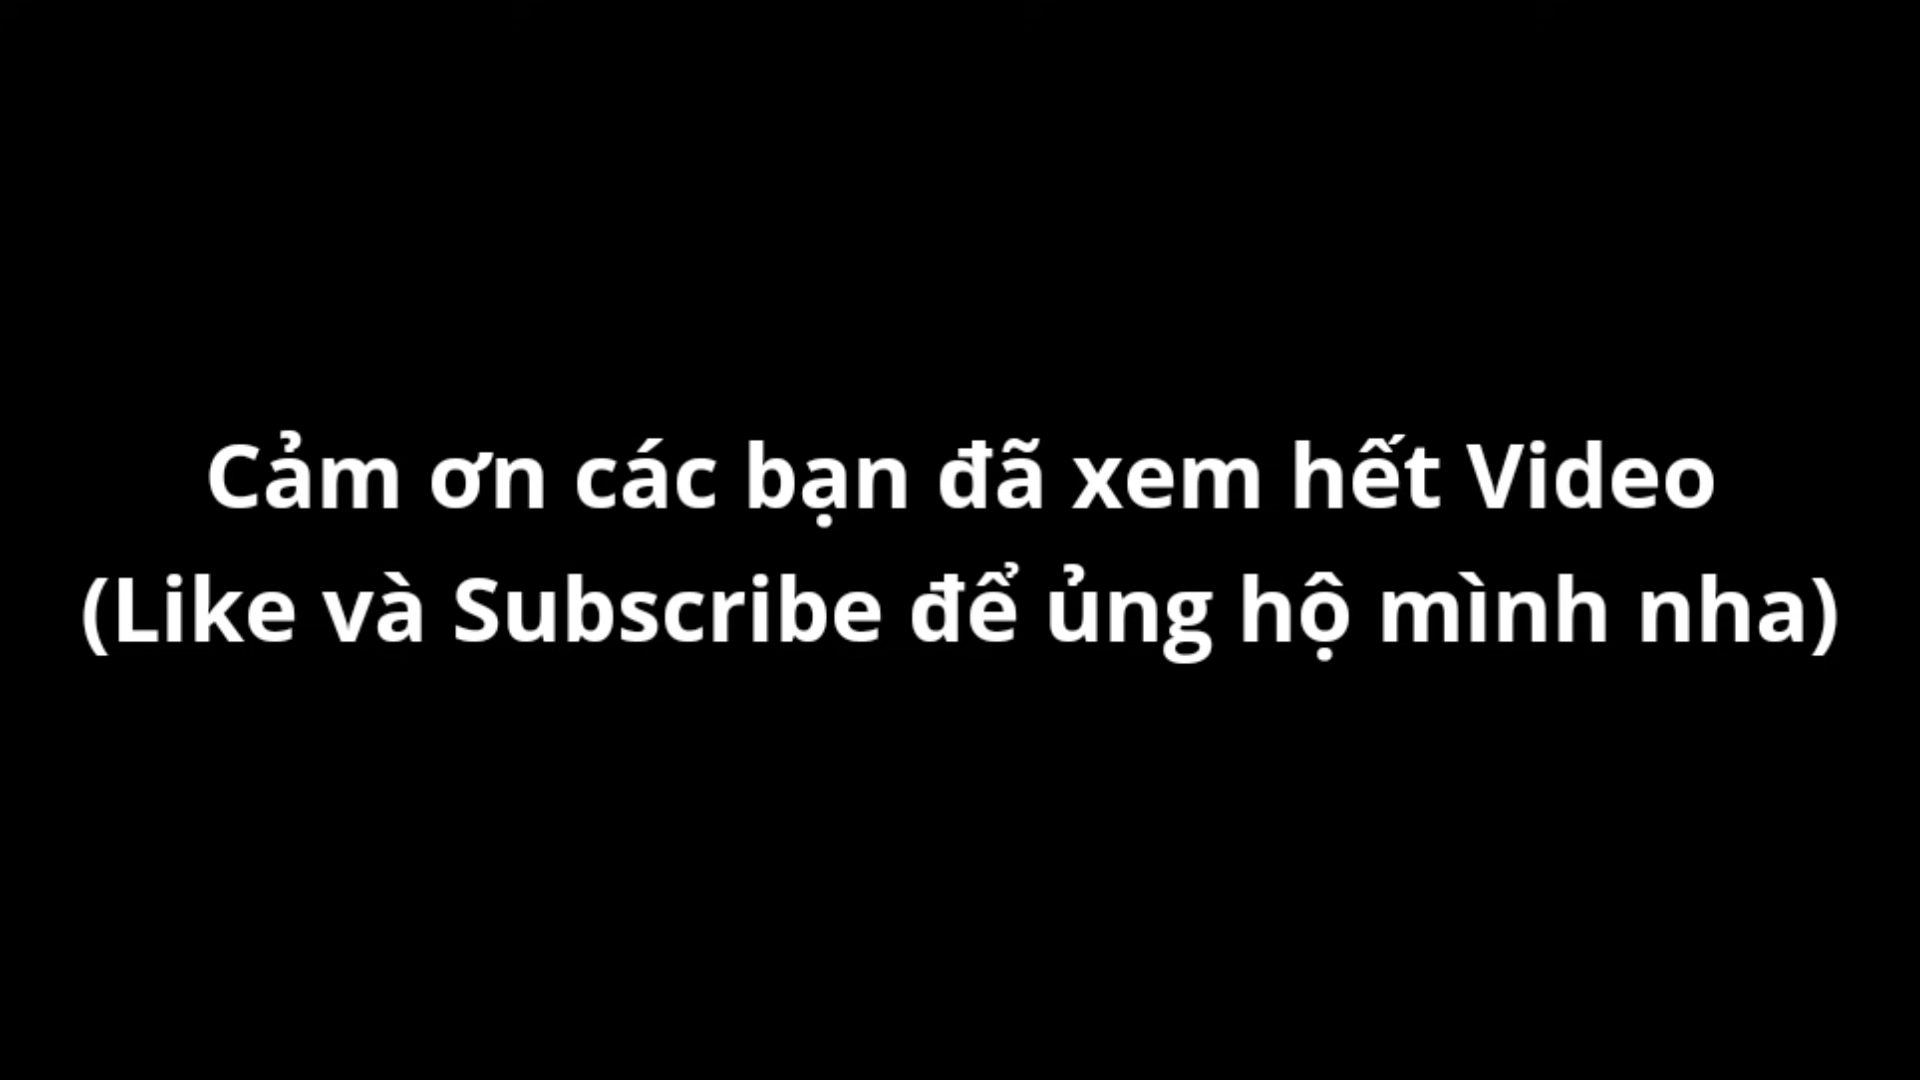 Cảm ơn các bạn đã xem hết Video
(Like và Subscribe để ủng hộ mình nha)